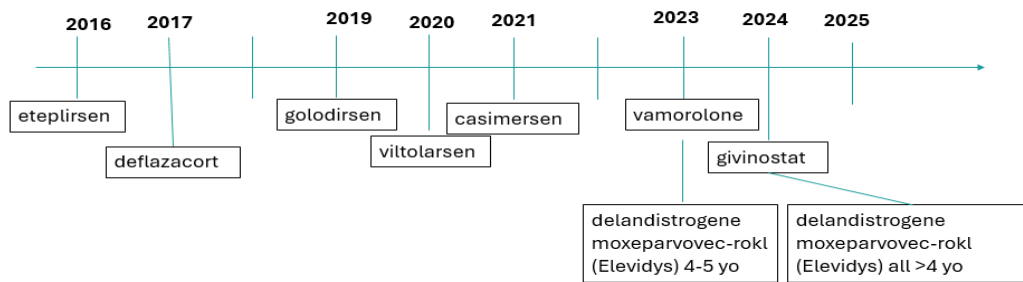 2016
2017
2019
2020
2021
2023
2024
2025
eteplirsen
deflazacort
golodirsen
viltolarsen
casimersen
vamorolone
givinostat
delandistrogene
moxeparvovec-rokl
(Elevidys) 4-5 yo
delandistrogene
moxeparvovec-rokl
(Elevidys) all >4 yo